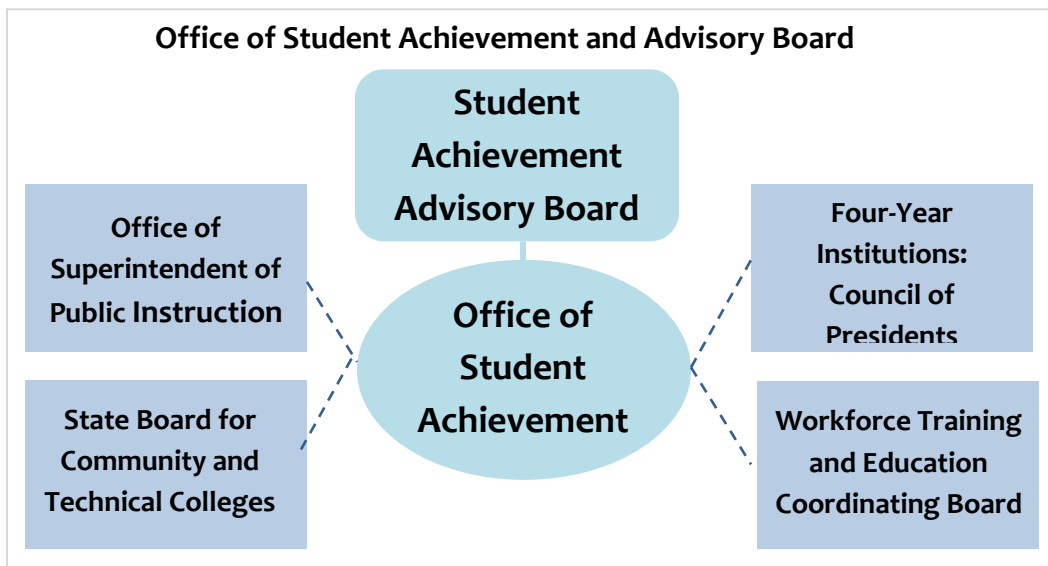 Office of Student Achievement and Advisory Board
Student
Achievement
Advisory Board
Office of
Superintendent of
Public Instruction
Four-Year
Institutions:
Council of
Presidents
Office of
Student
Achievement
State Board for
Community and
Technical Colleges
Workforce Training
and Education
Coordinating Board